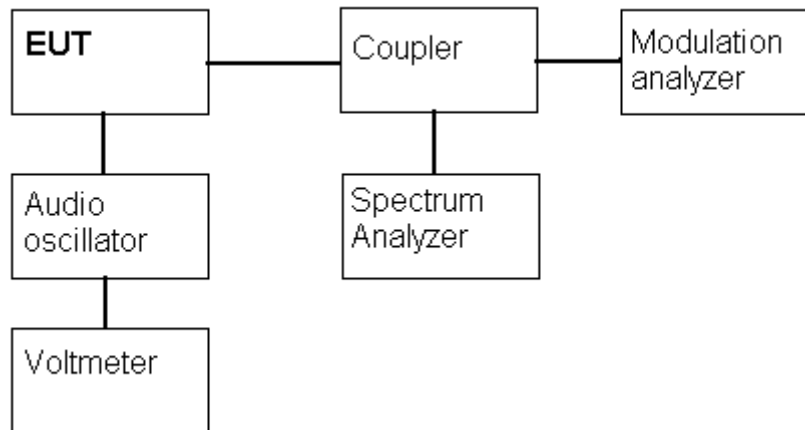 EUT
Coupler
Modulation
analyzer
Audio
oscillator
Spectrum
Analyzer
Voltmeter